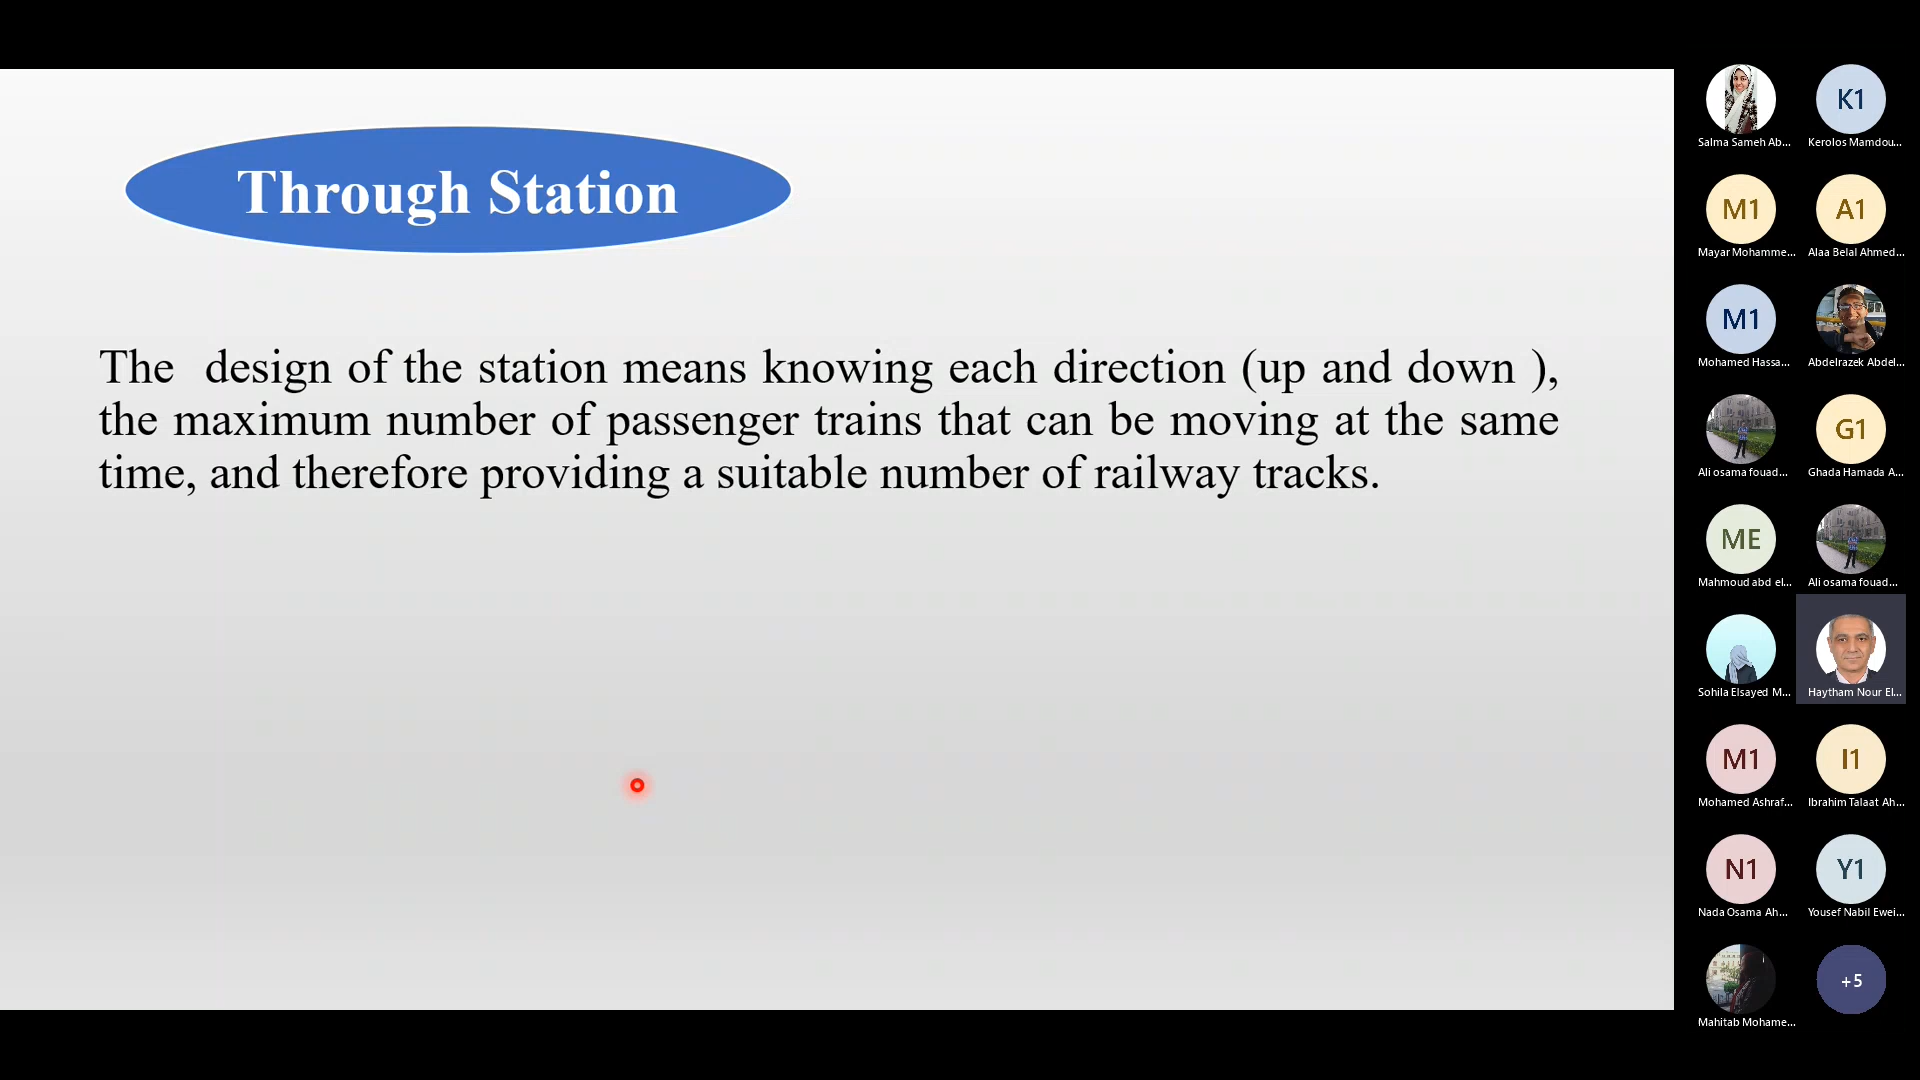 Through Station
The  design of the station means knowing each direction (up and down ),
the maximum number of passenger trains that can be moving at the same
time, and therefore providing a suitable number of railway tracks.
K1
Salma Sameh Ab...
Kerolos Mamdou...
M1
A1
Mayar Mohamme...
Alaa Belal Ahmed...
M1
Mohamed Hassa...
Abdelrazek Abdel...
G1
Ali osama fouad...
Ghada Hamada A...
ME
Mahmoud abd el...
Ali osama fouad...
Sohila Elsayed M...
Haytham Nour El...
M1
I1
Mohamed Ashraf...
Ibrahim Talaat Ah...
N1
Y1
Nada Osama Ah...
Yousef Nabil Ewei...
+5
Mahitab Mohame...